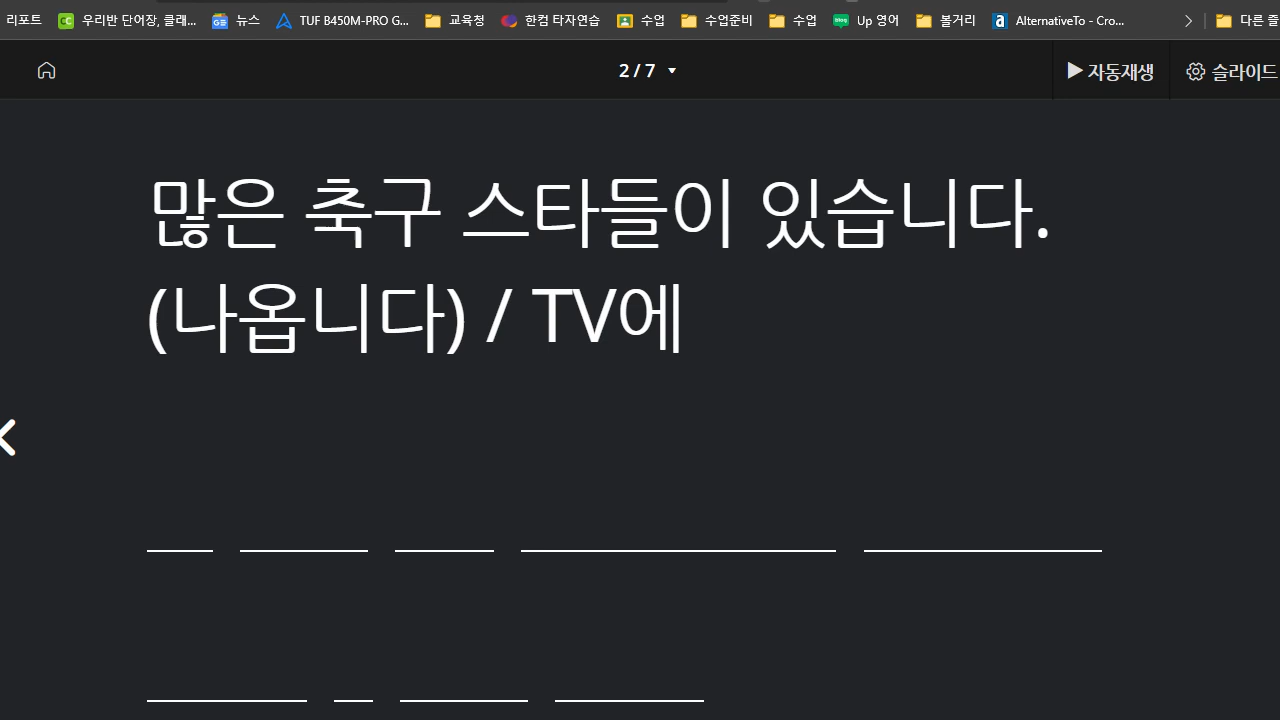 리포트 우리반 단어장, 클래... 뉴스 TUF B450M-PRO G... 교육청 한컴 타자연습 수업 수업준비 수업 Up 영어 볼거리 AlternativeTo - Cro... 다른 즐
2 / 7 자동재생 슬라이드
많은 축구 스타들이 있습니다.
(나옵니다) / TV에